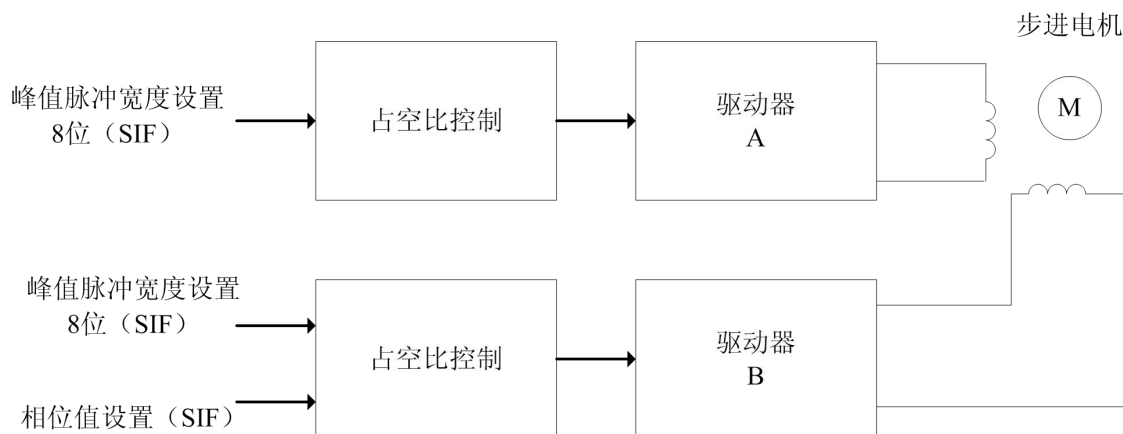 步进电机
峰值脉冲宽度设置
8位（SIF）
占空比控制
驱动器
A
M
峰值脉冲宽度设置
8位（SIF）
占空比控制
驱动器
B
相位值设置（SIF）